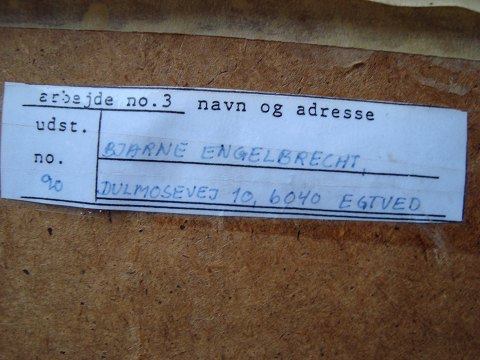 arbejde no.3 navn og adresse
udst.
BJARNE ENGELBRECHT,
no.
90 DULMOSEVEJ 10, 6040 EGTVED